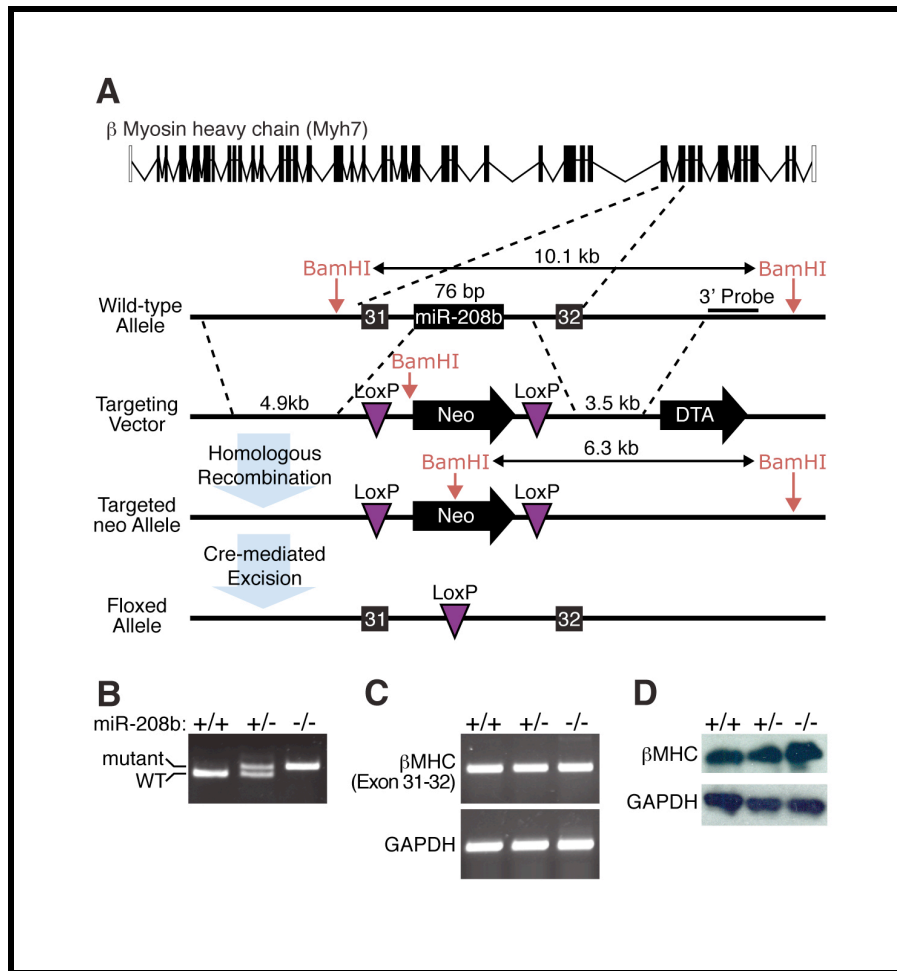 A
β Myosin heavy chain (Myh7)
10.1 kb
BamHI
BamHI
76 bp
3’ Probe
Wild-type
Allele
31
miR-208b
32
BamHI
LoxP
LoxP
4.9kb
3.5 kb
Targeting
Vector
Neo
DTA
Homologous
Recombination
6.3 kb
BamHI
BamHI
LoxP
LoxP
Targeted
neo Allele
Neo
Cre-mediated
Excision
LoxP
Floxed
Allele
31
32
B
miR-208b: +/+ +/- -/-
mutant
WT
C
+/+ +/- -/-
βMHC
(Exon 31-32)
GAPDH
D
+/+ +/- -/-
βMHC
GAPDH